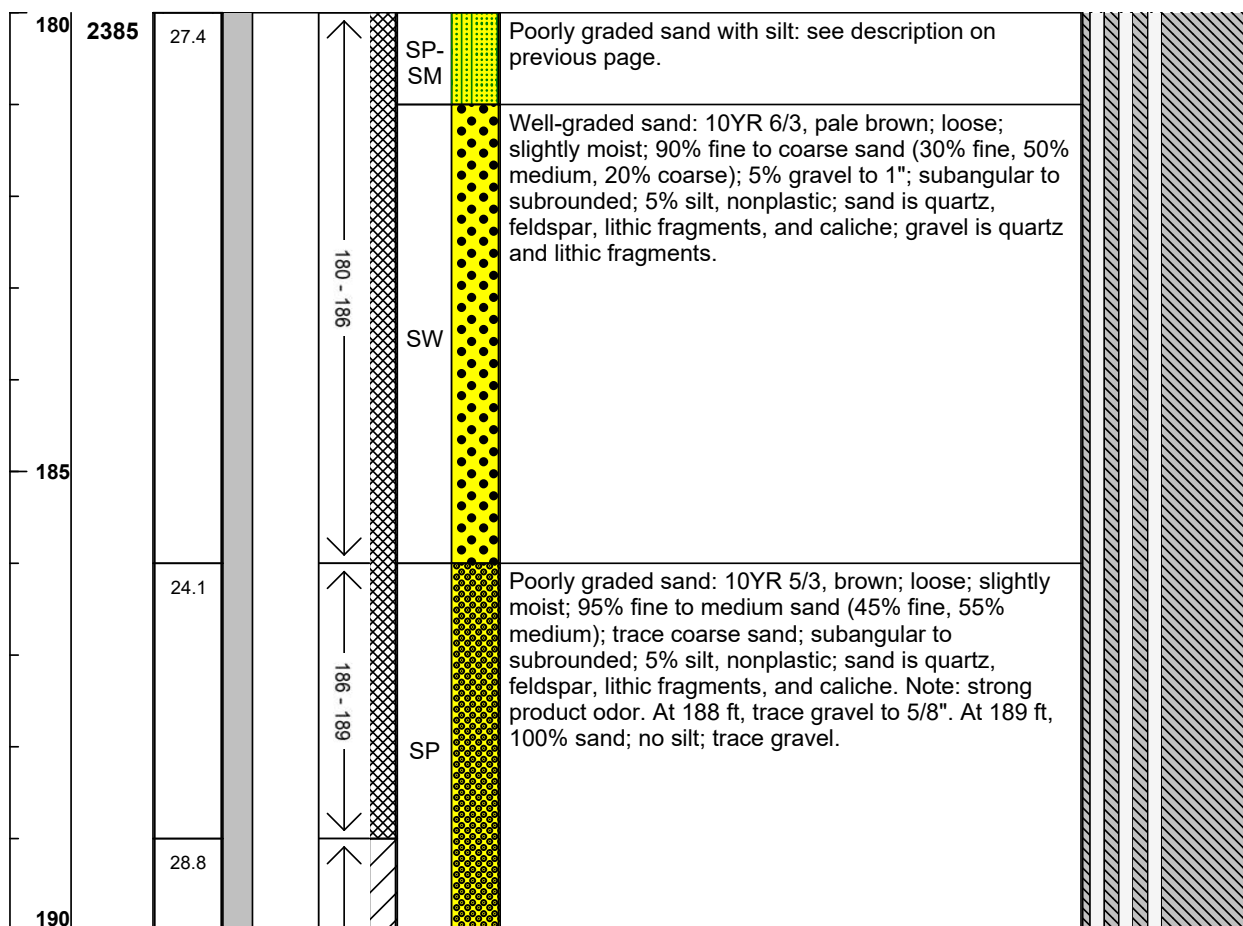 180
2385
27.4
SP-
SM
Poorly graded sand with silt: see description on
previous page.
Well-graded sand: 10YR 6/3, pale brown; loose;
slightly moist; 90% fine to coarse sand (30% fine, 50%
medium, 20% coarse); 5% gravel to 1"; subangular to
subrounded; 5% silt, nonplastic; sand is quartz,
feldspar, lithic fragments, and caliche; gravel is quartz
and lithic fragments.
180 - 186
SW
185
24.1
Poorly graded sand: 10YR 5/3, brown; loose; slightly
moist; 95% fine to medium sand (45% fine, 55%
medium); trace coarse sand; subangular to
subrounded; 5% silt, nonplastic; sand is quartz,
feldspar, lithic fragments, and caliche. Note: strong
product odor. At 188 ft, trace gravel to 5/8". At 189 ft,
100% sand; no silt; trace gravel.
186 - 189
SP
28.8
190